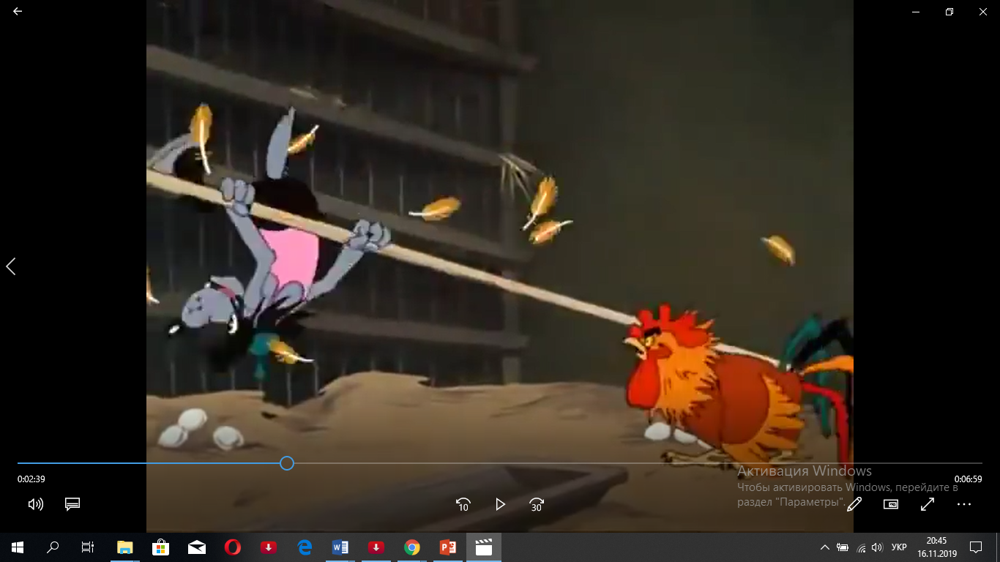 0:02:39
0:06:59
Активация Windows
Чтобы активировать Windows, перейдите в
раздел "Параметры".
10
30
УКР
20:45
16.11.2019